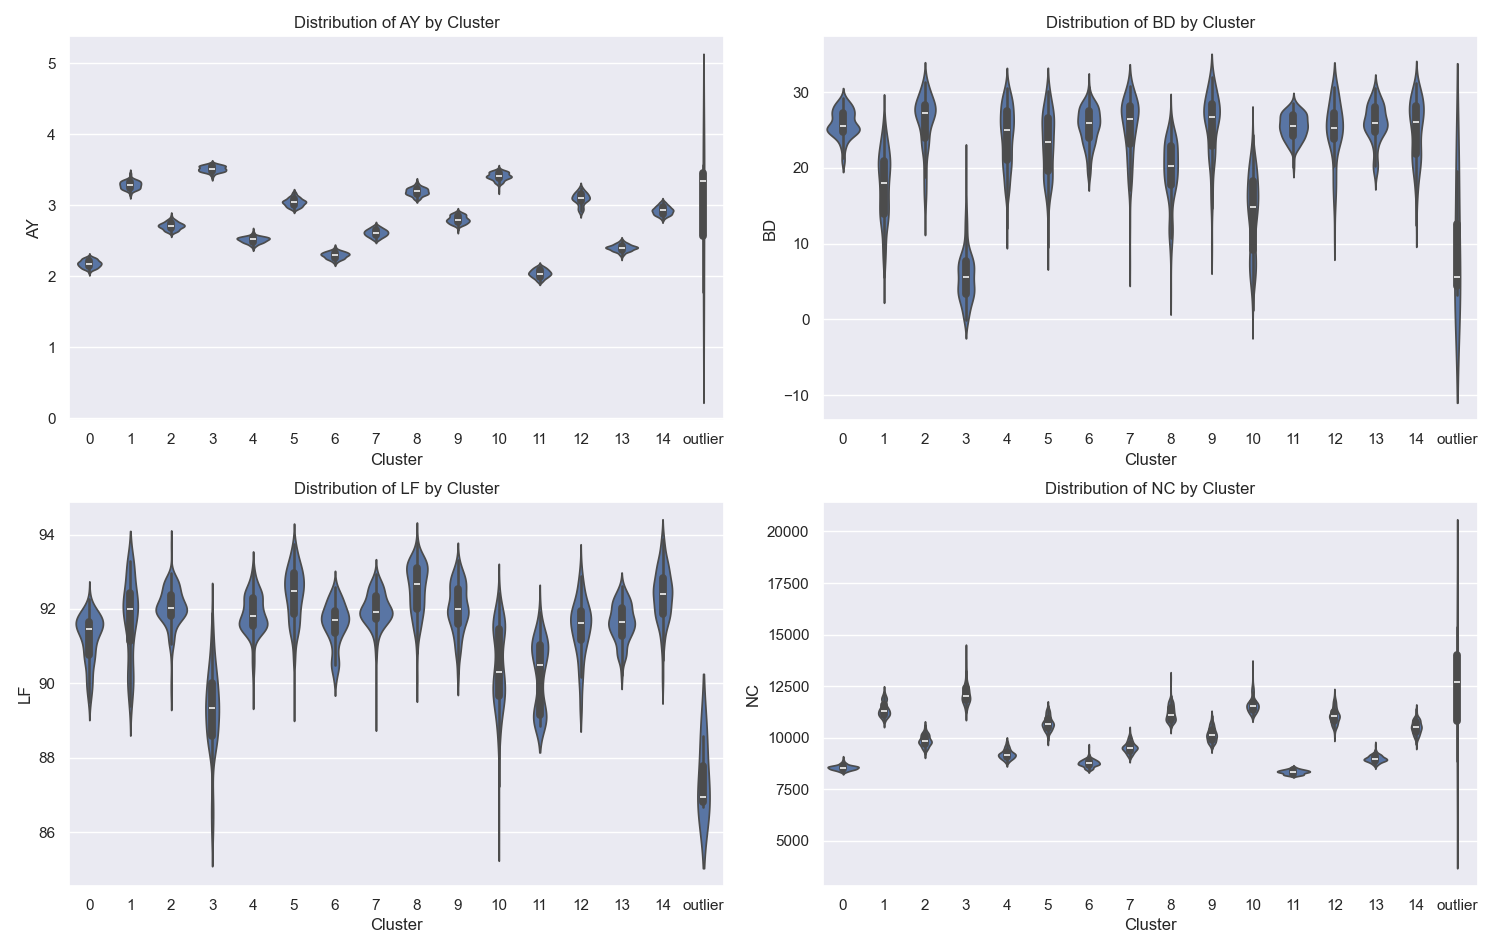 Distribution of AY by Cluster
AY
5
4
3
2
1
0
0 1 2 3 4 5 6 7 8 9 10 11 12 13 14 outlier
Cluster
Distribution of BD by Cluster
BD
30
20
10
0
−10
0 1 2 3 4 5 6 7 8 9 10 11 12 13 14 outlier
Cluster
Distribution of LF by Cluster
LF
94
92
90
88
86
0 1 2 3 4 5 6 7 8 9 10 11 12 13 14 outlier
Cluster
Distribution of NC by Cluster
NC
20000
17500
15000
12500
10000
7500
5000
0 1 2 3 4 5 6 7 8 9 10 11 12 13 14 outlier
Cluster